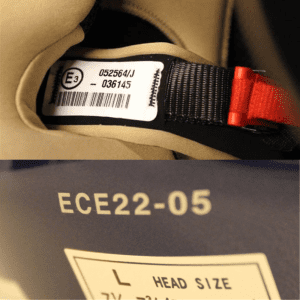 E3
052564/J
- 036145
ECE22-05
L HEAD SIZE